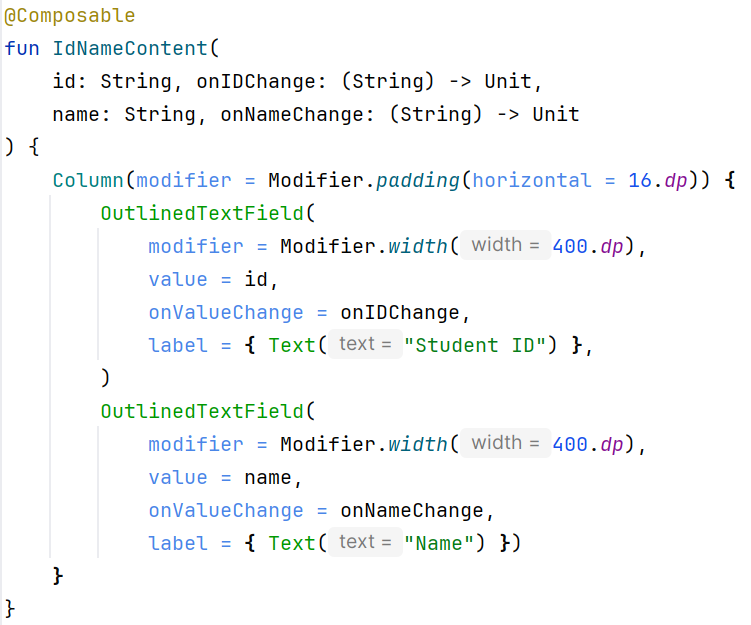 @Composable
fun IdNameContent(
    id: String, onIDChange: (String) -> Unit,
    name: String, onNameChange: (String) -> Unit
) {
    Column(modifier = Modifier.padding(horizontal = 16.dp)) {
        OutlinedTextField(
            modifier = Modifier.width( width = 400.dp),
            value = id,
            onValueChange = onIDChange,
            label = { Text( text = "Student ID") },
        )
        OutlinedTextField(
            modifier = Modifier.width( width = 400.dp),
            value = name,
            onValueChange = onNameChange,
            label = { Text( text = "Name") })
    }
}